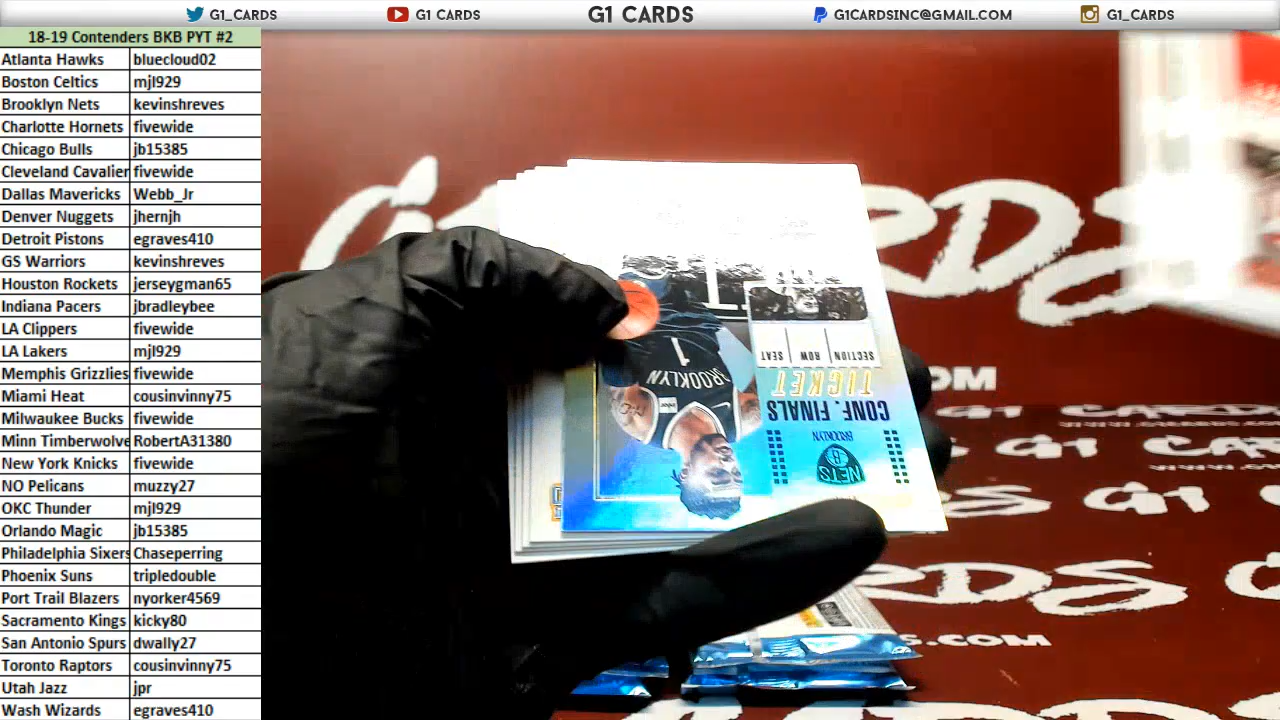 G1_CARDS
G1 CARDS
G1 CARDS
G1CARDSINC@GMAIL.COM
G1_CARDS
18-19 Contenders BKB PYT #2
Atlanta Hawks bluecloud02
Boston Celtics mjl929
Brooklyn Nets kevinshreves
Charlotte Hornets fivewide
Chicago Bulls jb15385
Cleveland Cavalier fivewide
Dallas Mavericks Webb_Jr
Denver Nuggets jhernjh
Detroit Pistons egraves410
GS Warriors kevinshreves
Houston Rockets jerseygman65
Indiana Pacers jbradleybee
LA Clippers fivewide
LA Lakers mjl929
Memphis Grizzlies fivewide
Miami Heat cousinvinny75
Milwaukee Bucks fivewide
Minn Timberwolve RobertA31380
New York Knicks fivewide
NO Pelicans muzzy27
OKC Thunder mjl929
Orlando Magic jb15385
Philadelphia Sixers Chaseperring
Phoenix Suns tripledouble
Port Trail Blazers nyorker4569
Sacramento Kings kicky80
San Antonio Spurs dwally27
Toronto Raptors cousinvinny75
Utah Jazz jpr
Wash Wizards egraves410
NETS
BROOKLYN
CONF. FINALS
TICKET
SECTION ROW SEAT
BROOKLYN
1